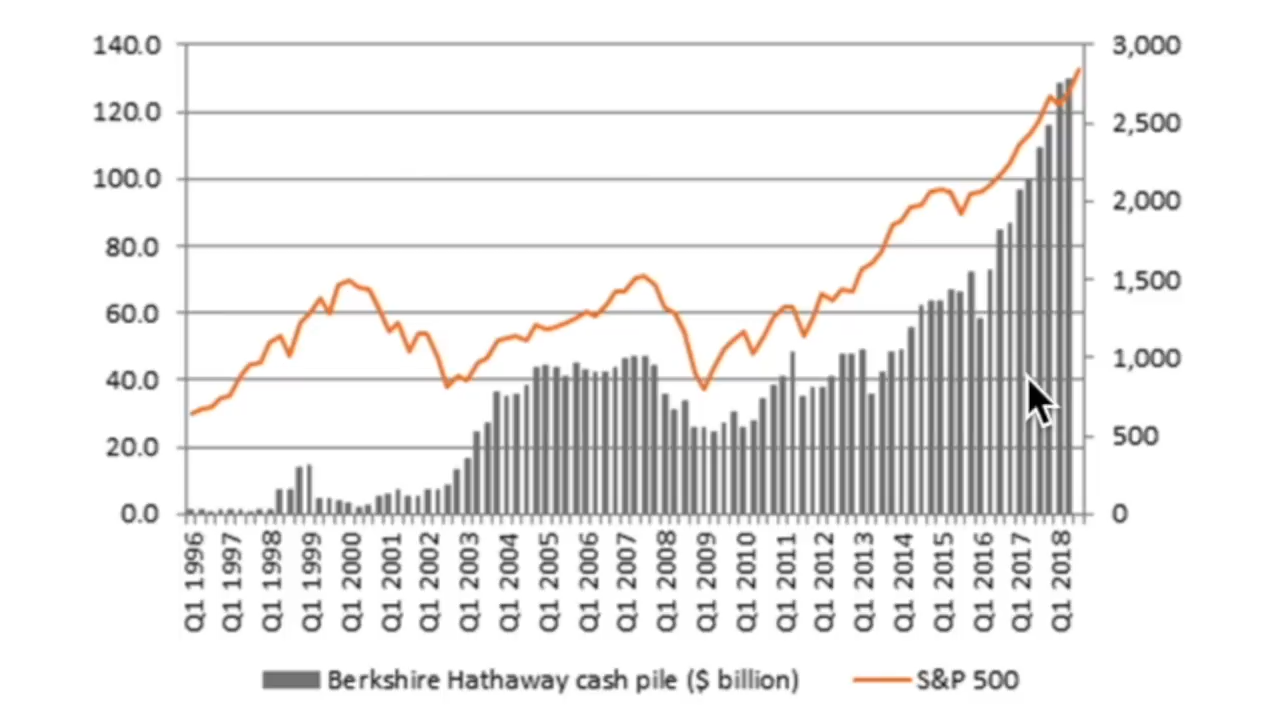 140.0
120.0
100.0
80.0
60.0
40.0
20.0
0.0
3,000
2,500
2,000
1,500
1,000
500
0
Q1 1996
Q1 1997
Q1 1998
Q1 1999
Q1 2000
Q1 2001
Q1 2002
Q1 2003
Q1 2004
Q1 2005
Q1 2006
Q1 2007
Q1 2008
Q1 2009
Q1 2010
Q1 2011
Q1 2012
Q1 2013
Q1 2014
Q1 2015
Q1 2016
Q1 2017
Q1 2018
Berkshire Hathaway cash pile ($ billion)
S&P 500